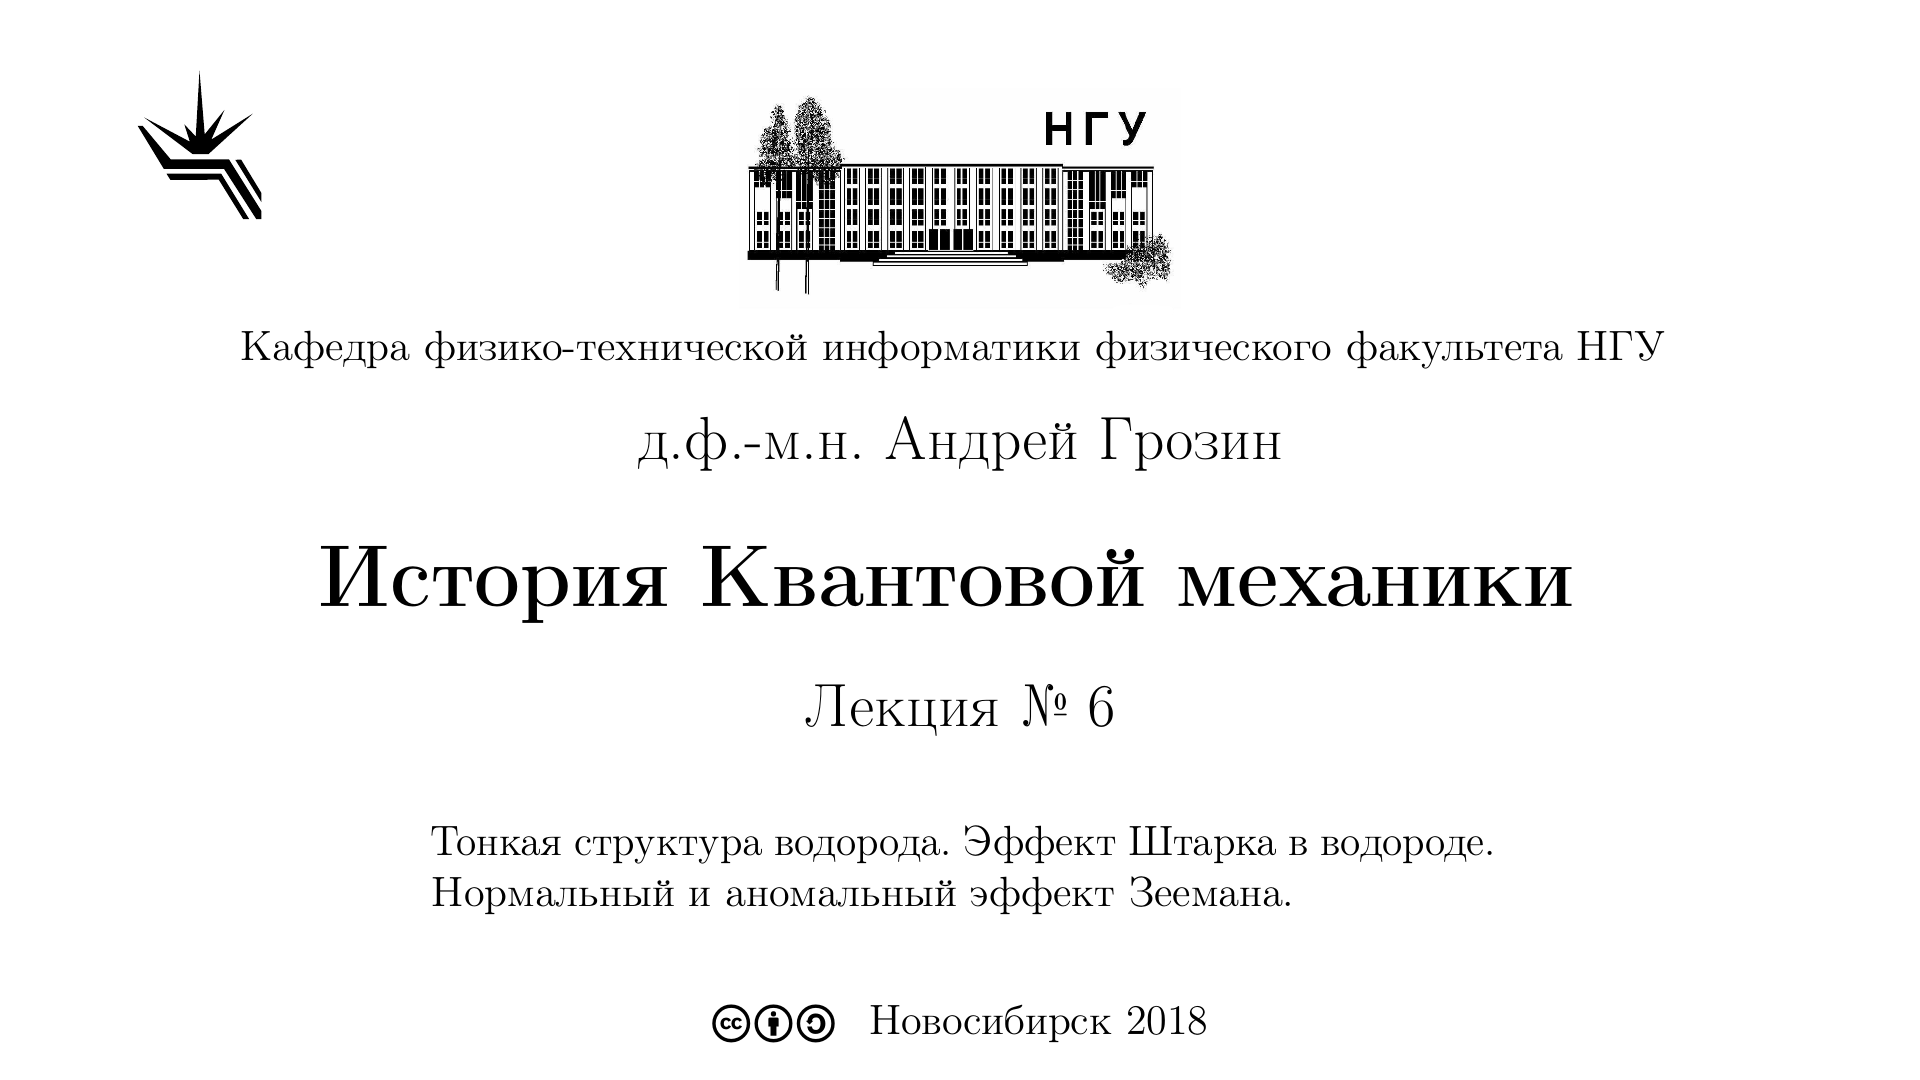 НГУ
Кафедра физико-технической информатики физического факультета НГУ
д.ф.-м.н. Андрей Грозин
История Квантовой механики
Лекция № 6
Тонкая структура водорода. Эффект Штарка в водороде.
Нормальный и аномальный эффект Зеемана.
cc Новосибирск 2018